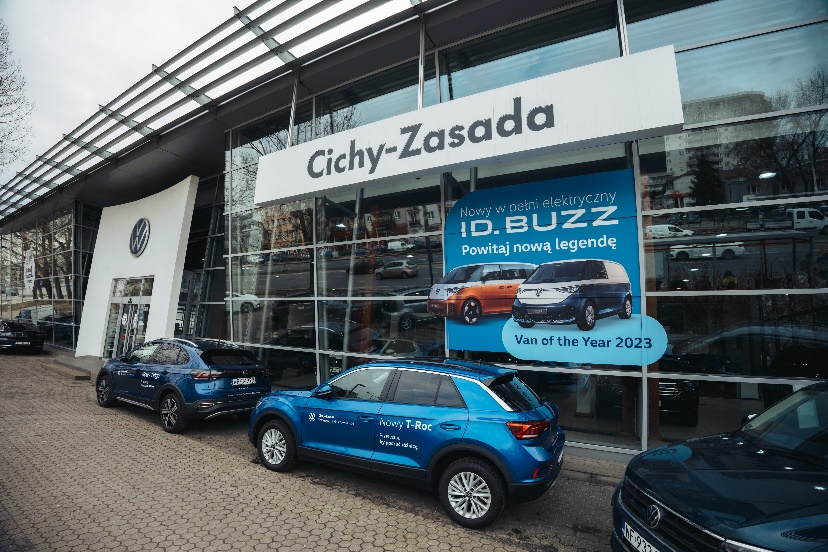 Cichy-Zasada
Nowy w pełni elektryczny
ID.BUZZ
Powitaj nową legendę
Van of the Year 2023
Nowy T-Roc